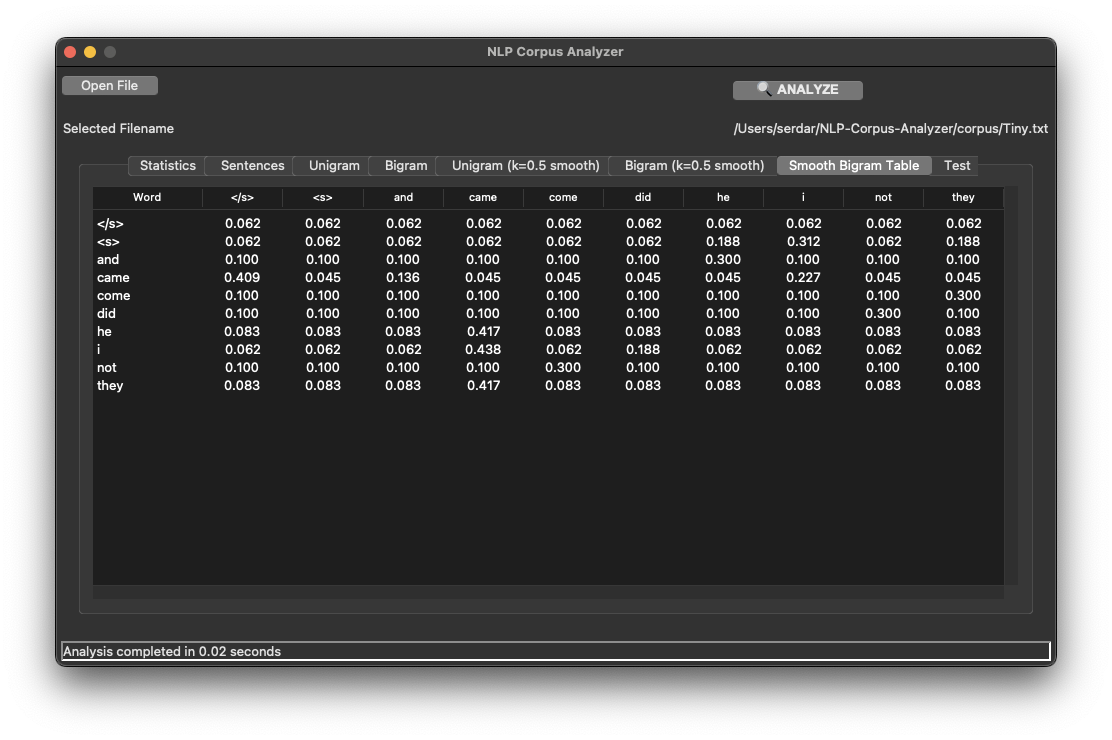 NLP Corpus Analyzer
Open File
ANALYZE
Selected Filename /Users/serdar/NLP-Corpus-Analyzer/corpus/Tiny.txt
Statistics Sentences Unigram Bigram Unigram (k=0.5 smooth) Bigram (k=0.5 smooth) Smooth Bigram Table Test
Word </s> <s> and came come did he i not they
</s> 0.062 0.062 0.062 0.062 0.062 0.062 0.062 0.062 0.062 0.062
<s> 0.062 0.062 0.062 0.062 0.062 0.062 0.188 0.312 0.062 0.188
and 0.100 0.100 0.100 0.100 0.100 0.100 0.300 0.100 0.100 0.100
came 0.409 0.045 0.136 0.045 0.045 0.045 0.045 0.227 0.045 0.045
come 0.100 0.100 0.100 0.100 0.100 0.100 0.100 0.100 0.100 0.300
did 0.100 0.100 0.100 0.100 0.100 0.100 0.100 0.100 0.300 0.100
he 0.083 0.083 0.083 0.417 0.083 0.083 0.083 0.083 0.083 0.083
i 0.062 0.062 0.062 0.438 0.062 0.188 0.062 0.062 0.062 0.062
not 0.100 0.100 0.100 0.100 0.300 0.100 0.100 0.100 0.100 0.100
they 0.083 0.083 0.083 0.417 0.083 0.083 0.083 0.083 0.083 0.083
Analysis completed in 0.02 seconds